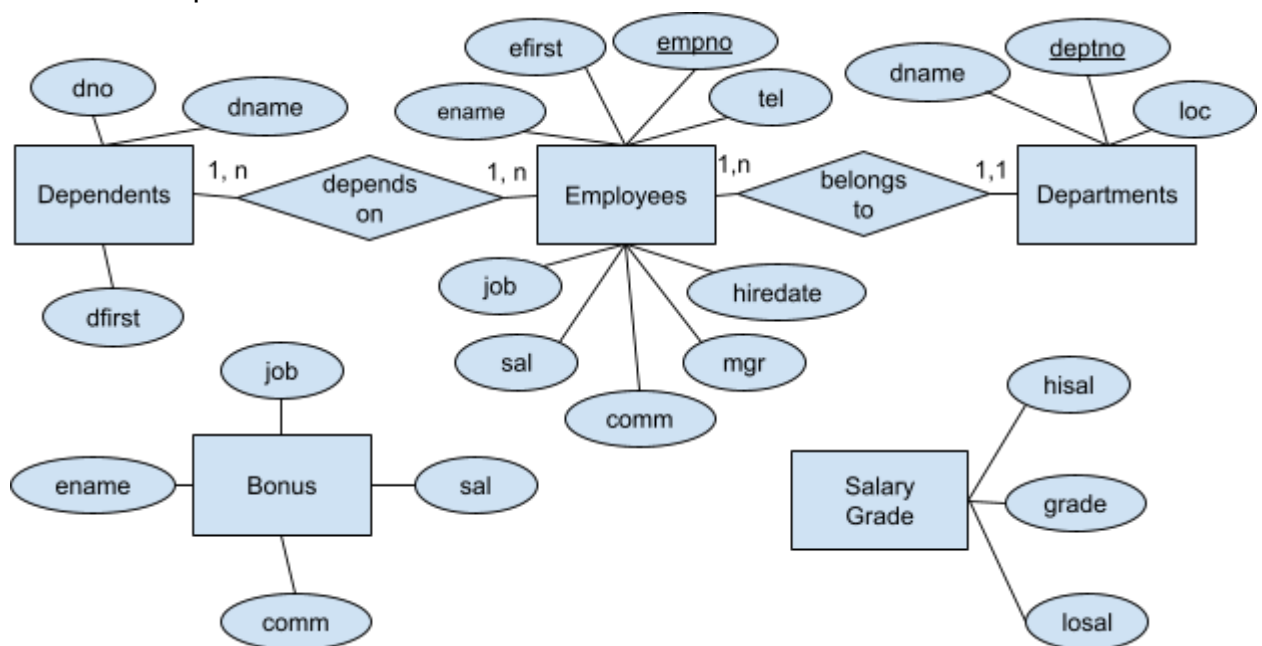 efirst
empno
dno
dname
ename
tel
dname
deptno
loc
Dependents
1, n
depends
on
1, n
Employees
1,n
belongs
to
1,1
Departments
dfirst
job
hiredate
sal
mgr
comm
job
ename
Bonus
sal
comm
Salary
Grade
hisal
grade
losal